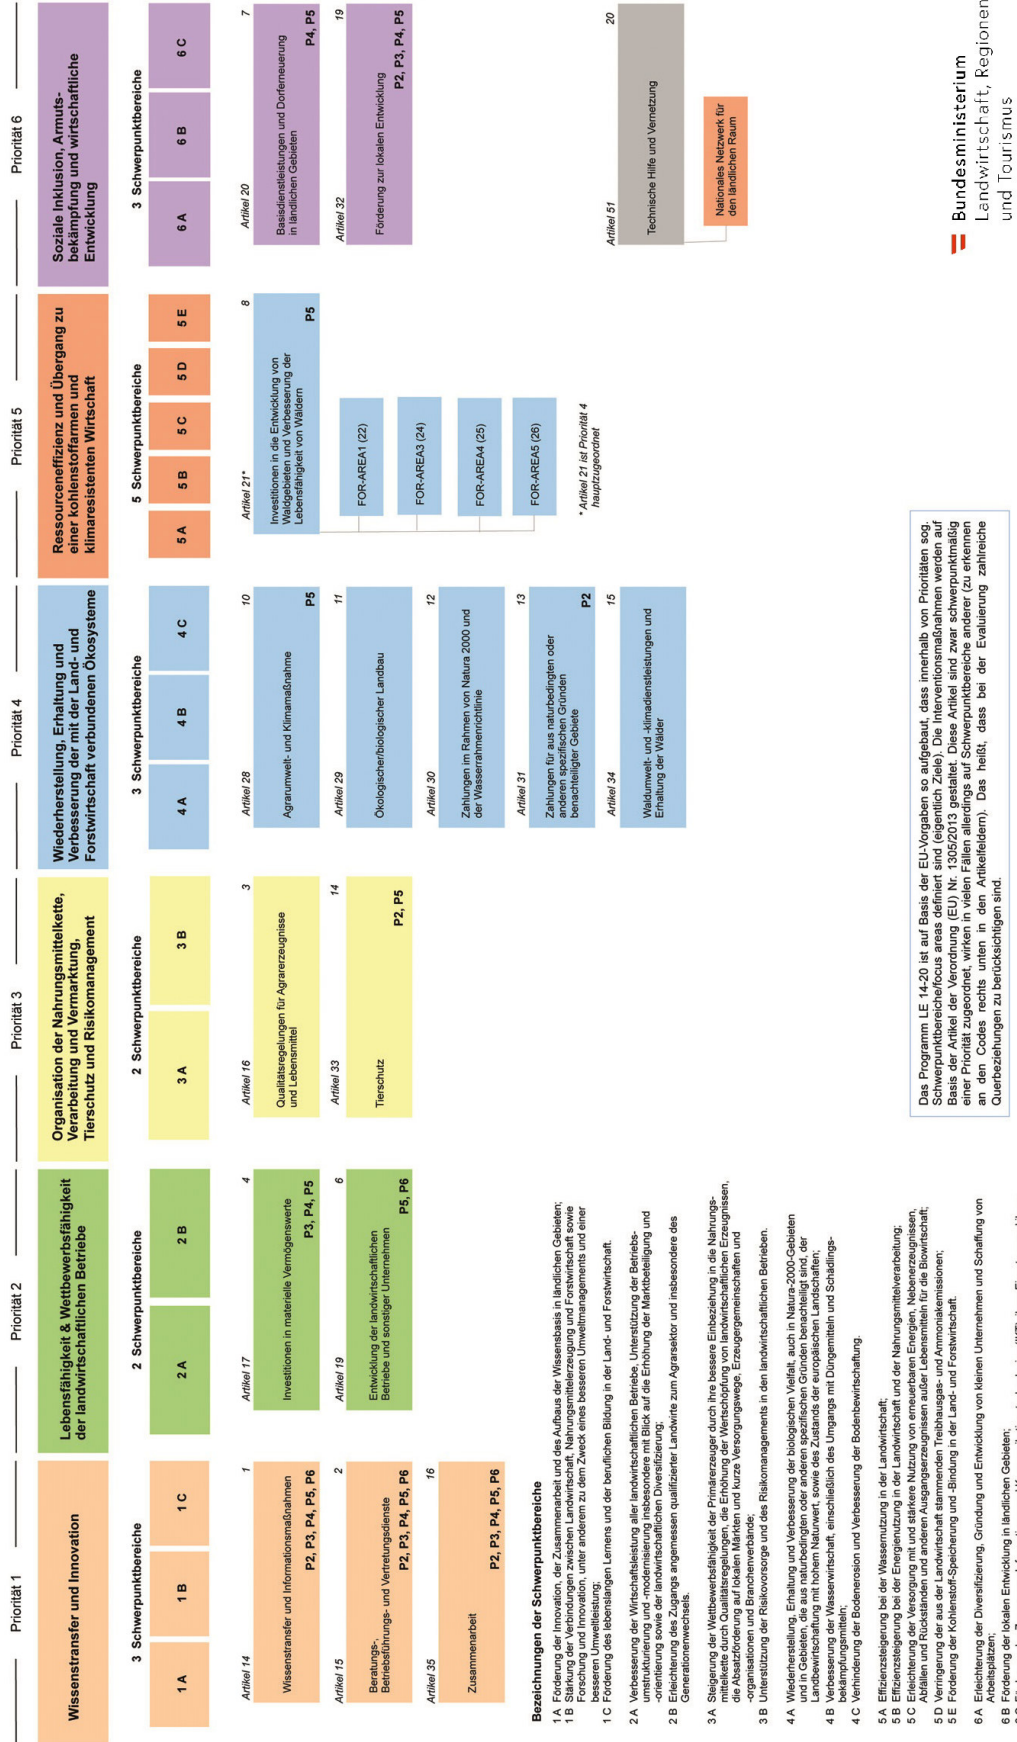 Priorität 1
Priorität 2
Priorität 3
Priorität 4
Priorität 5
Priorität 6
Wissenstransfer und Innovation
Lebensfähigkeit & Wettbewerbsfähigkeit
der landwirtschaftlichen Betriebe
Organisation der Nahrungsmittelkette,
Verarbeitung und Vermarktung,
Tierschutz und Risikomanagement
Wiederherstellung, Erhaltung und
Verbesserung der mit der Land- und
Forstwirtschaft verbundenen Ökosysteme
Ressourceneffizienz und Übergang zu
einer kohlenstoffarmen und
klimaresistenten Wirtschaft
Soziale Inklusion, Armuts-
bekämpfung und wirtschaftliche
Entwicklung
3 Schwerpunktbereiche
2 Schwerpunktbereiche
2 Schwerpunktbereiche
3 Schwerpunktbereiche
5 Schwerpunktbereiche
3 Schwerpunktbereiche
1 A 1 B 1 C
2 A 2 B
3 A 3 B
4 A 4 B 4 C
5 A 5 B 5 C 5 D 5 E
6 A 6 B 6 C
Artikel 14 1
Wissenstransfer und Informationsmaßnahmen
P2, P3, P4, P5, P6
Artikel 15 2
Beratungs-,
Betriebsführungs- und Vertretungsdienste
P2, P3, P4, P5, P6
Artikel 35 16
Zusammenarbeit
P2, P3, P4, P5, P6
Artikel 17 4
Investitionen in materielle Vermögenswerte
P3, P4, P5
Artikel 19 6
Entwicklung der landwirtschaftlichen
Betriebe und sonstiger Unternehmen
P5, P6
Artikel 16 3
Qualitätsregelungen für Agrarerzeugnisse
und Lebensmittel
Artikel 33 14
Tierschutz
P2, P5
Artikel 28 10
Agrarumwelt- und Klimamaßnahme
P5
Artikel 29 11
Ökologischer/biologischer Landbau
Artikel 30 12
Zahlungen im Rahmen von Natura 2000 und
der Wasserrahmenrichtlinie
Artikel 31 13
Zahlungen für aus naturbedingten oder
anderen spezifischen Gründen
benachteiligter Gebiete
P2
Artikel 34 15
Waldumwelt- und -klimadienstleistungen und
Erhaltung der Wälder
Artikel 21* 8
Investitionen in die Entwicklung von
Waldgebieten und Verbesserung der
Lebensfähigkeit von Wäldern
P5
FOR-AREA1 (22)
FOR-AREA3 (24)
FOR-AREA4 (25)
FOR-AREA5 (26)
* Artikel 21 ist Priorität 4
hauptzugeordnet
Artikel 20 7
Basisdienstleistungen und Dorferneuerung
in ländlichen Gebieten
P4, P5
Artikel 32 19
Förderung zur lokalen Entwicklung
P2, P3, P4, P5
Artikel 51 20
Technische Hilfe und Vernetzung
Nationales Netzwerk für
den ländlichen Raum
Bezeichnungen der Schwerpunktbereiche
1 A Förderung der Innovation, der Zusammenarbeit und des Aufbaus der Wissensbasis in ländlichen Gebieten;
1 B Stärkung der Verbindungen zwischen Landwirtschaft, Nahrungsmittelerzeugung und Forstwirtschaft sowie
Forschung und Innovation, unter anderem zu dem Zweck eines besseren Umweltmanagements und einer
besseren Umweltleistung;
1 C Förderung des lebenslangen Lernens und der beruflichen Bildung in der Land- und Forstwirtschaft.
2 A Verbesserung der Wirtschaftsleistung aller landwirtschaftlichen Betriebe, Unterstützung der Betriebs-
umstrukturierung und -modernisierung insbesondere mit Blick auf die Erhöhung der Marktbeteiligung und
-orientierung sowie der landwirtschaftlichen Diversifizierung;
2 B Erleichterung des Zugangs angemessen qualifizierter Landwirte zum Agrarsektor und insbesondere des
Generationenwechsels.
3 A Steigerung der Wettbewerbsfähigkeit der Primärerzeuger durch ihre bessere Einbeziehung in die Nahrungs-
mittelkette durch Qualitätsregelungen, die Erhöhung der Wertschöpfung von landwirtschaftlichen Erzeugnissen,
die Absatzförderung auf lokalen Märkten und kurze Versorgungswege, Erzeugergemeinschaften und
-organisationen und Branchenverbände;
3 B Unterstützung der Risikovorsorge und des Risikomanagements in den landwirtschaftlichen Betrieben.
4 A Wiederherstellung, Erhaltung und Verbesserung der biologischen Vielfalt, auch in Natura-2000-Gebieten
und in Gebieten, die aus naturbedingten oder anderen spezifischen Gründen benachteiligt sind, der
Landbewirtschaftung mit hohem Naturwert, sowie des Zustands der europäischen Landschaften;
4 B Verbesserung der Wasserwirtschaft, einschließlich des Umgangs mit Düngemitteln und Schädlings-
bekämpfungsmitteln;
4 C Verhinderung der Bodenerosion und Verbesserung der Bodenbewirtschaftung.
5 A Effizienzsteigerung bei der Wassernutzung in der Landwirtschaft;
5 B Effizienzsteigerung bei der Energienutzung in der Landwirtschaft und der Nahrungsmittelverarbeitung;
5 C Erleichterung der Versorgung mit und stärkere Nutzung von erneuerbaren Energien, Nebenerzeugnissen,
Abfällen und Rückständen und anderen Ausgangserzeugnissen außer Lebensmitteln für die Biowirtschaft;
5 D Verringerung der aus der Landwirtschaft stammenden Treibhausgas- und Ammoniakemissionen;
5 E Förderung der Kohlenstoff-Speicherung und -Bindung in der Land- und Forstwirtschaft.
6 A Erleichterung der Diversifizierung, Gründung und Entwicklung von kleinen Unternehmen und Schaffung von
Arbeitsplätzen;
6 B Förderung der lokalen Entwicklung in ländlichen Gebieten;
Das Programm LE 14-20 ist auf Basis der EU-Vorgaben so aufgebaut, dass innerhalb von Prioritäten sog.
Schwerpunktbereiche/focus areas definiert sind (eigentlich Ziele). Die Interventionsmaßnahmen werden auf
Basis der Artikel der Verordnung (EU) Nr. 1305/2013 gestaltet. Diese Artikel sind zwar schwerpunktmäßig
einer Priorität zugeordnet, wirken in vielen Fällen allerdings auf Schwerpunktbereiche anderer (zu erkennen
an den Codes rechts unten in den Artikelfeldern). Das heißt, dass bei der Evaluierung zahlreiche
Querbeziehungen zu berücksichtigen sind.
Bundesministerium
Landwirtschaft, Regionen
und Tourismus